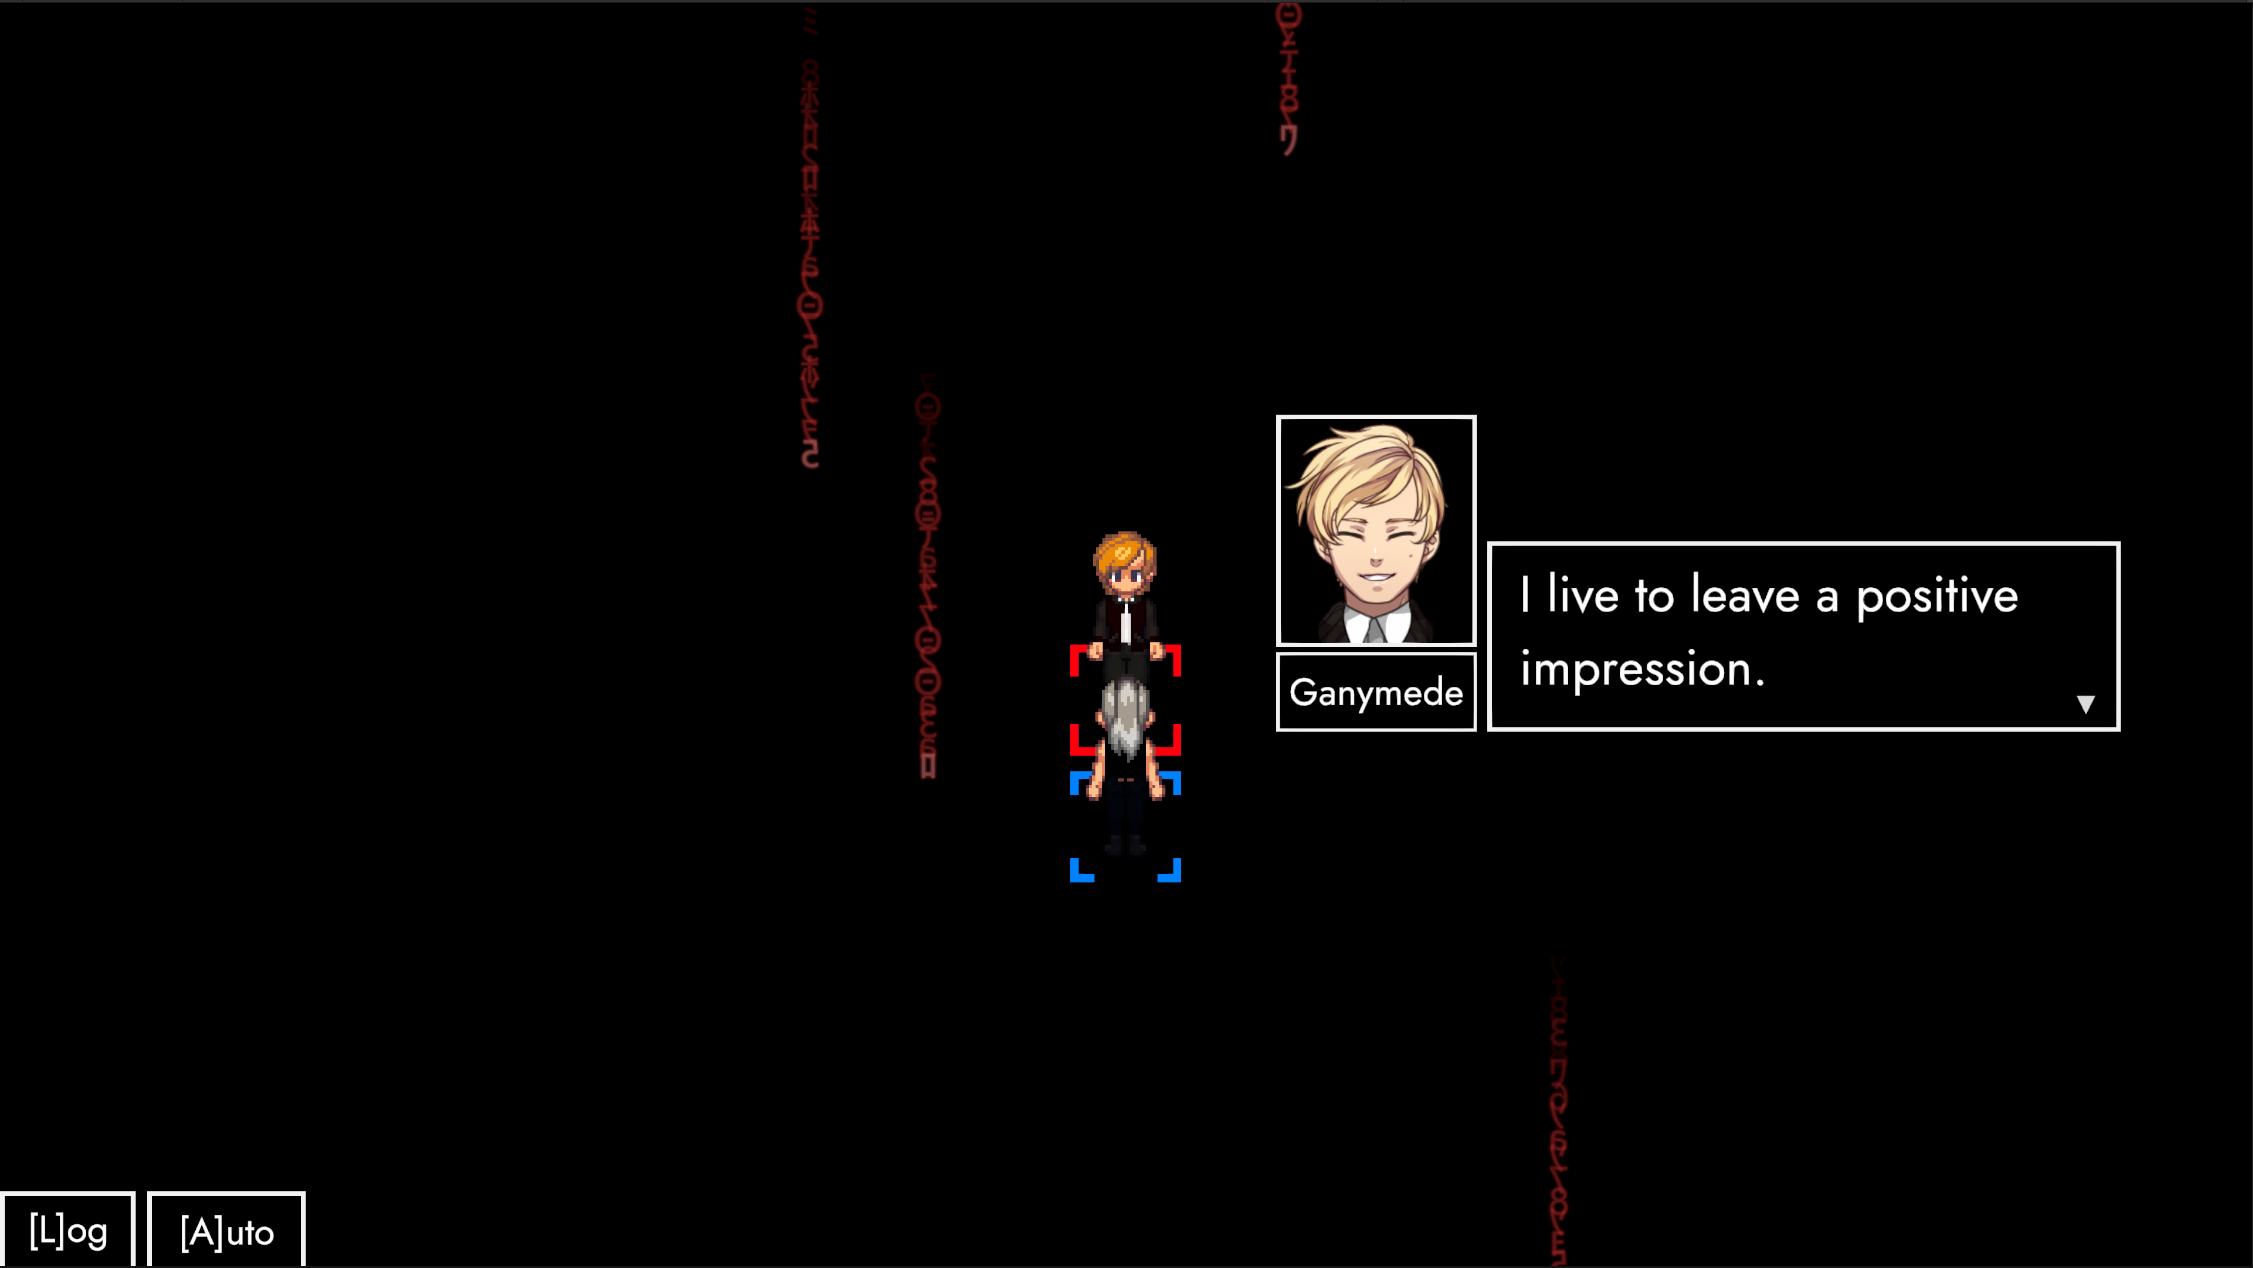 I live to leave a positive
impression.
Ganymede
[L]og
[A]uto